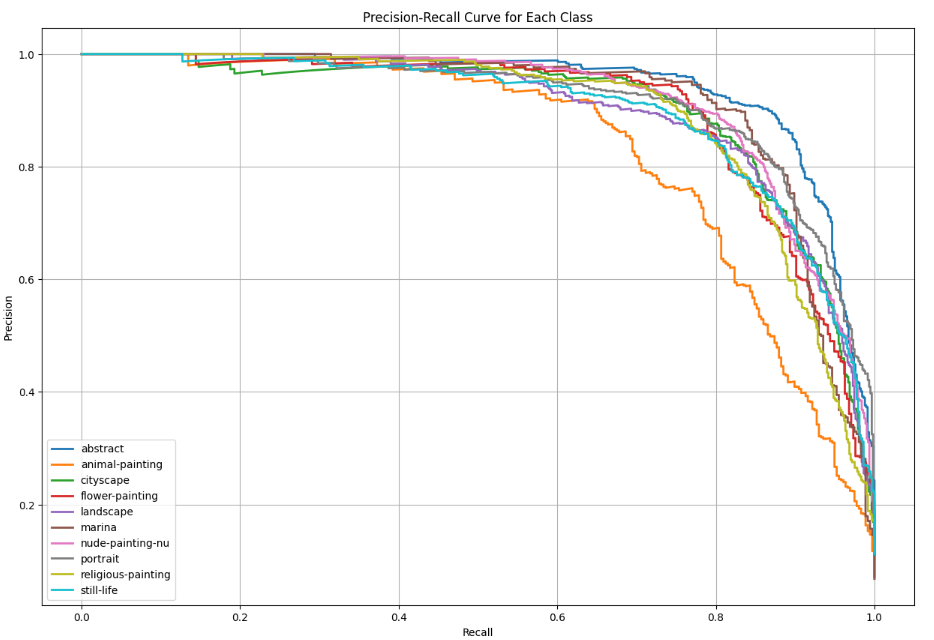 Precision-Recall Curve for Each Class
1.0
0.8
0.6
0.4
0.2
Precision
abstract
animal-painting
cityscape
flower-painting
landscape
marina
nude-painting-nu
portrait
religious-painting
still-life
0.0 0.2 0.4 0.6 0.8 1.0
Recall